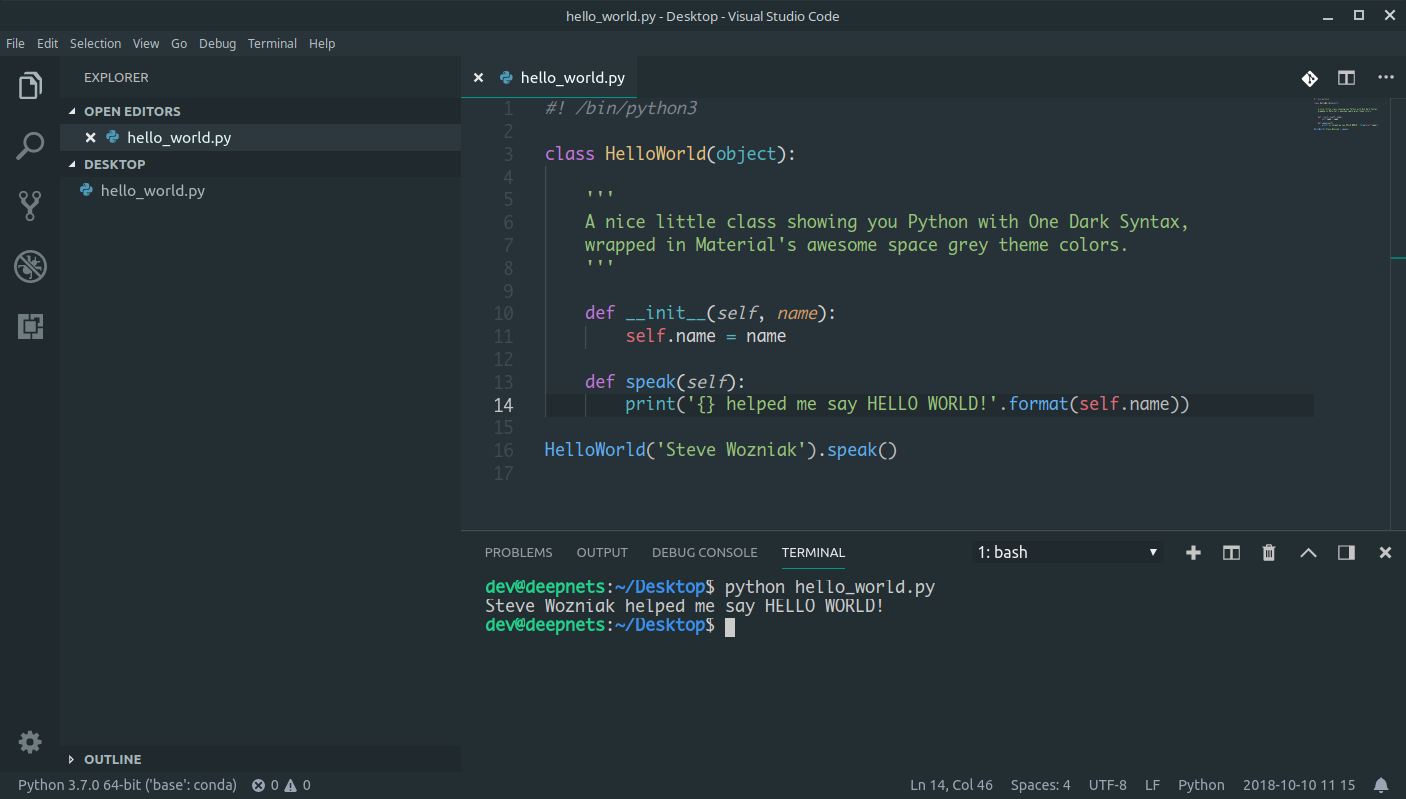 hello_world.py - Desktop - Visual Studio Code
File Edit Selection View Go Debug Terminal Help
EXPLORER
OPEN EDITORS
hello_world.py
DESKTOP
hello_world.py
OUTLINE
hello_world.py
1 #! /bin/python3
2
3 class HelloWorld(object):
4
5 '''
6 A nice little class showing you Python with One Dark Syntax,
7 wrapped in Material's awesome space grey theme colors.
8 '''
9
10 def __init__(self, name):
11 self.name = name
12
13 def speak(self):
14 print('{} helped me say HELLO WORLD!'.format(self.name))
15
16 HelloWorld('Steve Wozniak').speak()
17
PROBLEMS OUTPUT DEBUG CONSOLE TERMINAL 1: bash
dev@deepnets:~/Desktop$ python hello_world.py
Steve Wozniak helped me say HELLO WORLD!
dev@deepnets:~/Desktop$
Python 3.7.0 64-bit ('base': conda) 0 0 Ln 14, Col 46 Spaces: 4 UTF-8 LF Python 2018-10-10 11 15